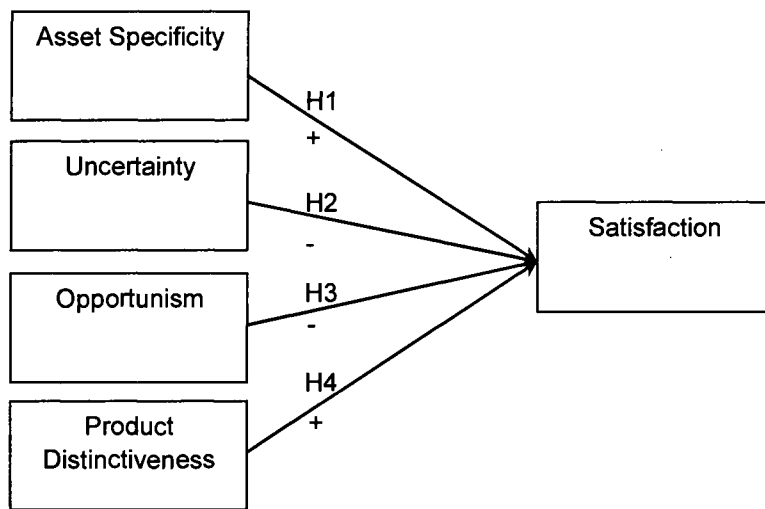 Asset Specificity
H1
+
Uncertainty
H2
-
Satisfaction
Opportunism
H3
-
H4
+
Product
Distinctiveness